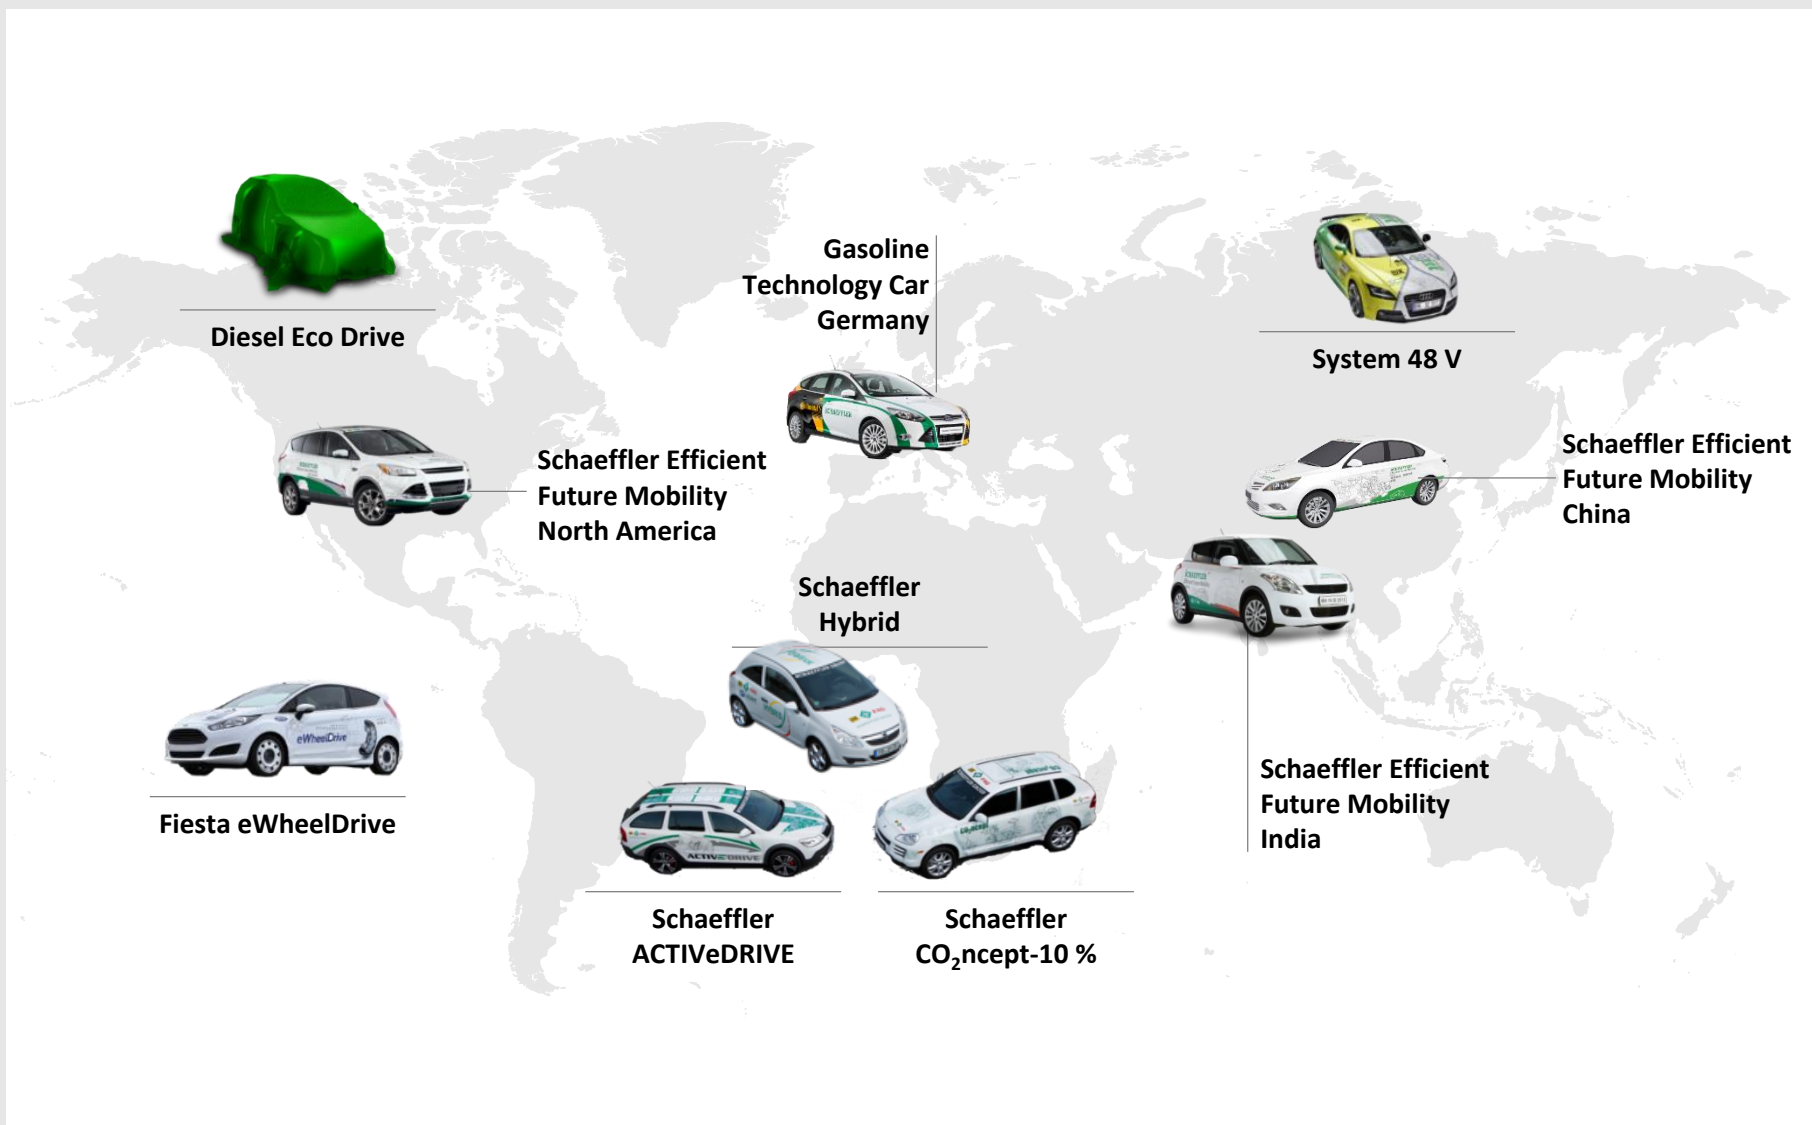 Diesel Eco Drive
Gasoline
Technology Car
Germany
System 48 V
Schaeffler Efficient
Future Mobility
North America
Schaeffler Efficient
Future Mobility
China
Schaeffler
Hybrid
eWheelDrive
Fiesta eWheelDrive
ACTIVeDRIVE
Schaeffler
ACTIVeDRIVE
Schaeffler
CO₂ncept-10 %
Schaeffler Efficient
Future Mobility
India